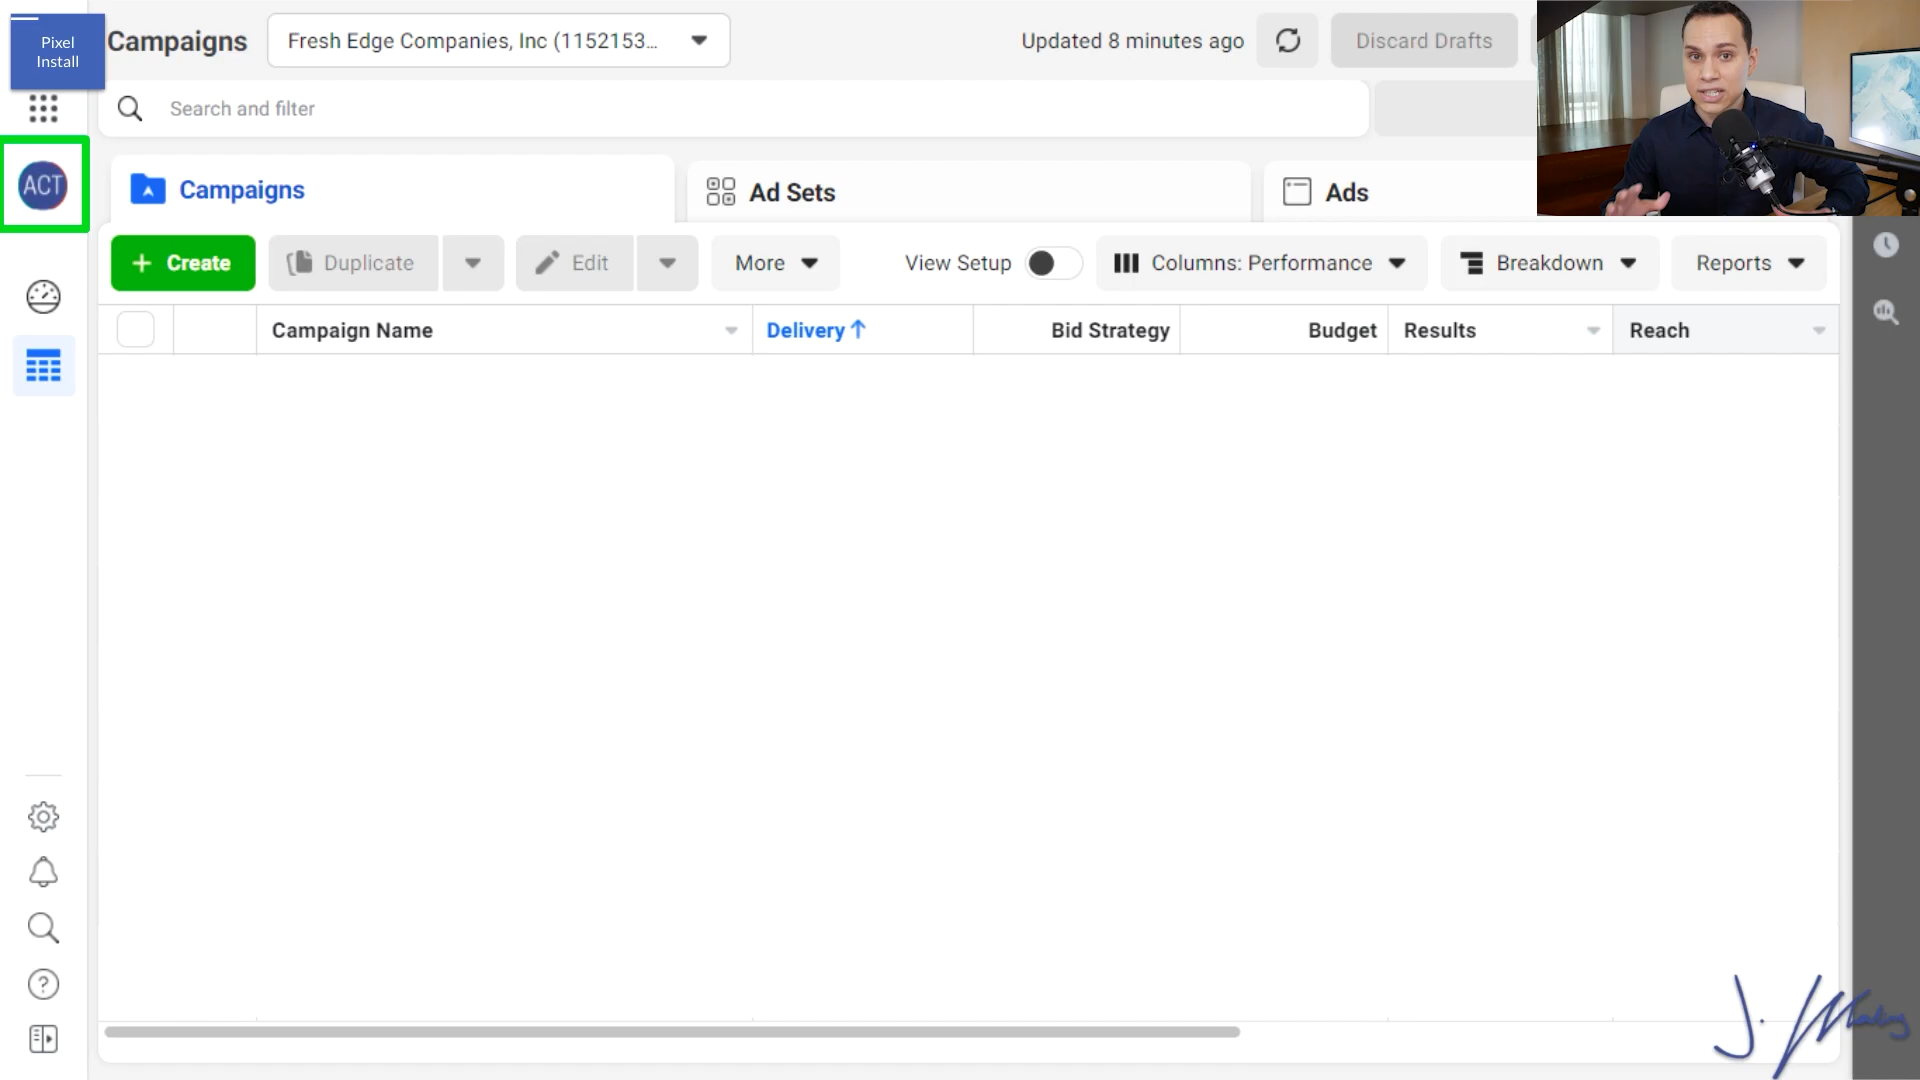 Pixel
Install
Campaigns
Fresh Edge Companies, Inc (1152153...
Updated 8 minutes ago
Discard Drafts
Search and filter
ACT
Campaigns
Ad Sets
Ads
+ Create
Duplicate
Edit
More
View Setup
Columns: Performance
Breakdown
Reports
Campaign Name
Delivery ↑
Bid Strategy
Budget
Results
Reach